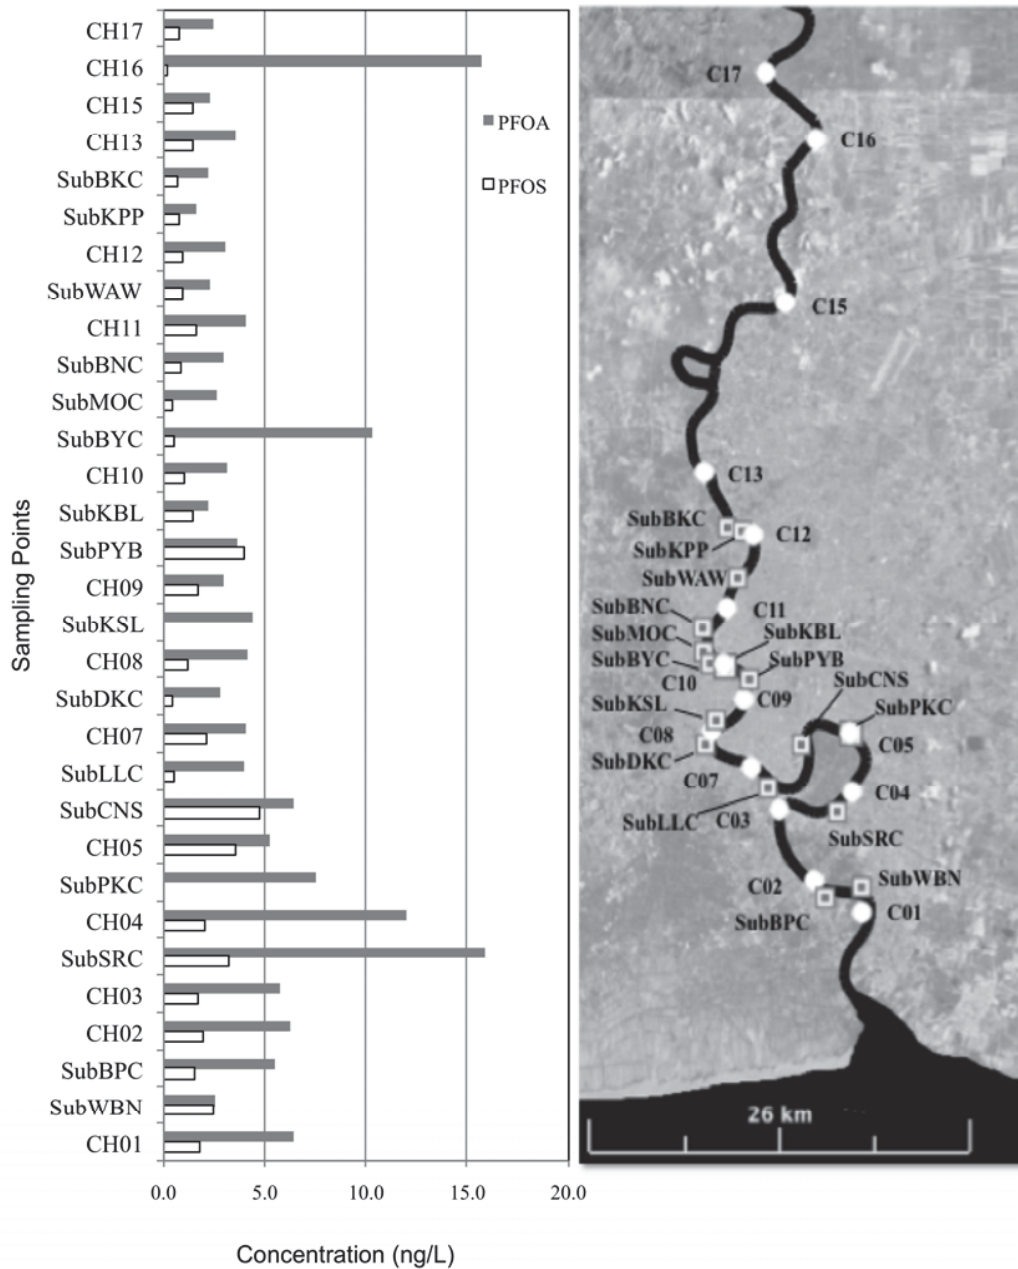 Sampling Points
CH17
CH16
CH15
CH13
SubBKC
SubKPP
CH12
SubWAW
CH11
SubBNC
SubMOC
SubBYC
CH10
SubKBL
SubPYB
CH09
SubKSL
CH08
SubDKC
CH07
SubLLC
SubCNS
CH05
SubPKC
CH04
SubSRC
CH03
CH02
SubBPC
SubWBN
CH01
PFOA
PFOS
0.0 5.0 10.0 15.0 20.0
Concentration (ng/L)
C17
C16
C15
C13
SubBKC
C12
SubKPP
SubWAW
SubBNC
C11
SubMOC
SubKBL
SubBYC
SubPYB
C10
SubCNS
C09
SubKSL
SubPKC
C08
C05
SubDKC
C07
C04
SubLLC
C03
SubSRC
C02
SubWBN
SubBPC
C01
26 km